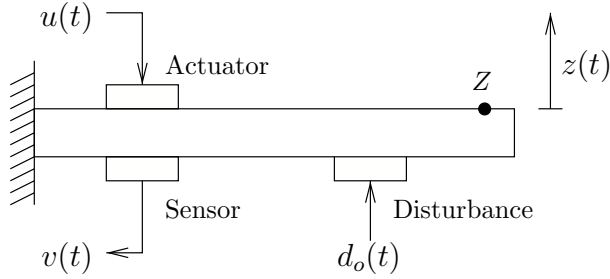 u(t)
Actuator
Z
z(t)
Sensor
Disturbance
v(t)
d_o(t)